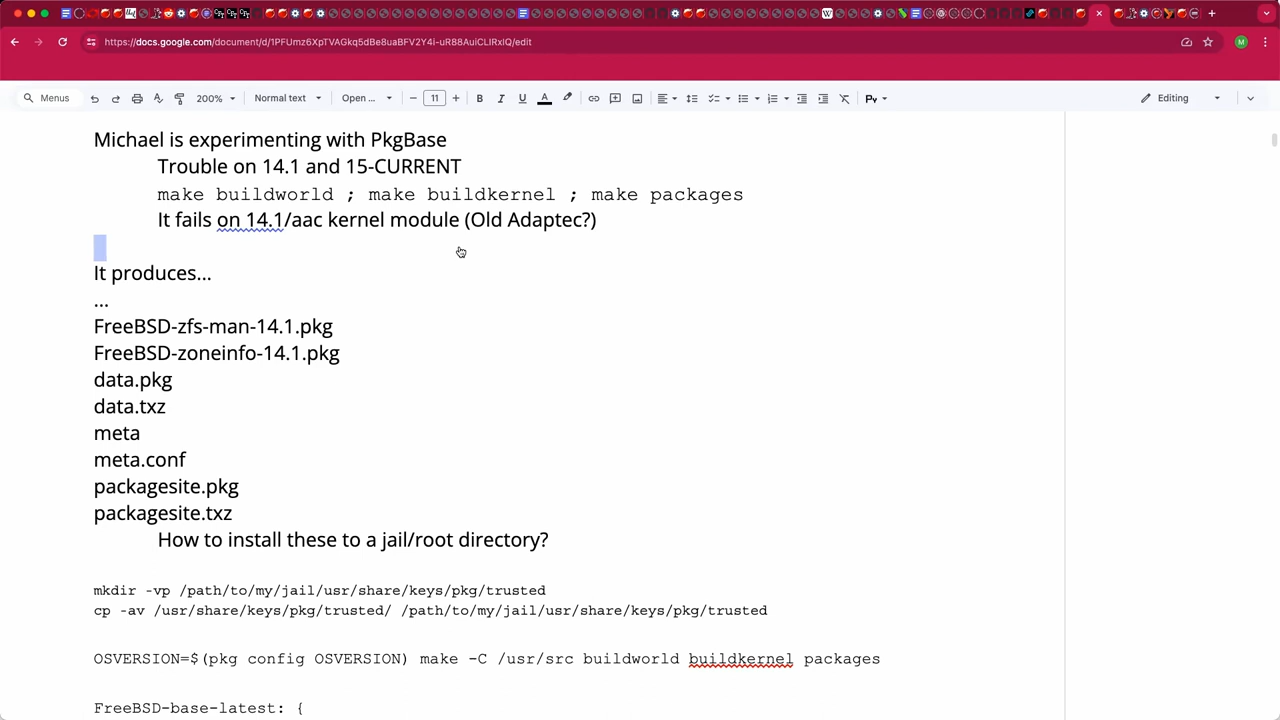 https://docs.google.com/document/d/1PFUmz6XpTVAGkq5dBe8uaBFV2Y4i-uR88AuiCLIRxIQ/edit
M
Menus
200%
Normal text
Open ...
11
Editing
Michael is experimenting with PkgBase
Trouble on 14.1 and 15-CURRENT
make buildworld ; make buildkernel ; make packages
It fails on 14.1/aac kernel module (Old Adaptec?)
It produces...
...
FreeBSD-zfs-man-14.1.pkg
FreeBSD-zoneinfo-14.1.pkg
data.pkg
data.txz
meta
meta.conf
packagesite.pkg
packagesite.txz
How to install these to a jail/root directory?
mkdir -vp /path/to/my/jail/usr/share/keys/pkg/trusted
cp -av /usr/share/keys/pkg/trusted/ /path/to/my/jail/usr/share/keys/pkg/trusted
OSVERSION=$(pkg config OSVERSION) make -C /usr/src buildworld buildkernel packages
FreeBSD-base-latest: {